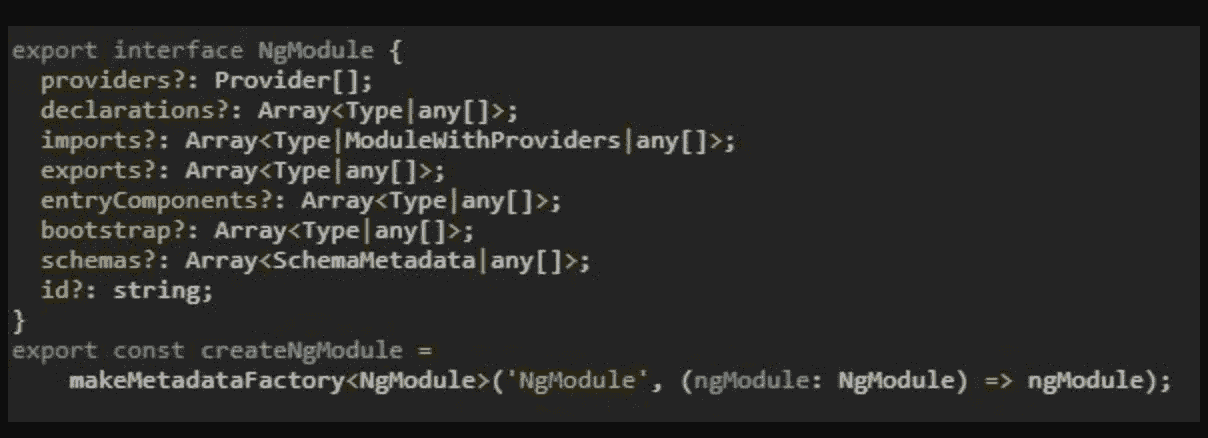 export interface NgModule {
  providers?: Provider[];
  declarations?: Array<Type|any[]>;
  imports?: Array<Type|ModuleWithProviders|any[]>;
  exports?: Array<Type|any[]>;
  entryComponents?: Array<Type|any[]>;
  bootstrap?: Array<Type|any[]>;
  schemas?: Array<SchemaMetadata|any[]>;
  id?: string;
}
export const createNgModule =
    makeMetadataFactory<NgModule>('NgModule', (ngModule: NgModule) => ngModule);